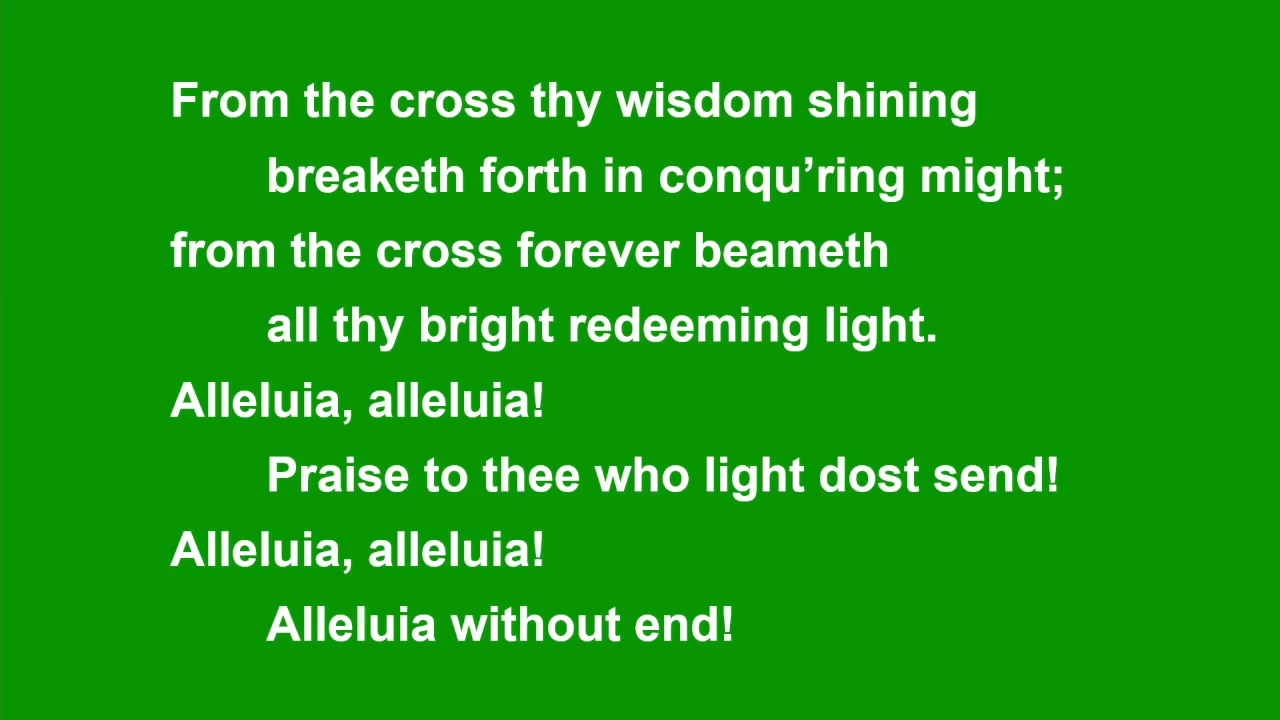 From the cross thy wisdom shining
breaketh forth in conqu’ring might;
from the cross forever beameth
all thy bright redeeming light.
Alleluia, alleluia!
Praise to thee who light dost send!
Alleluia, alleluia!
Alleluia without end!